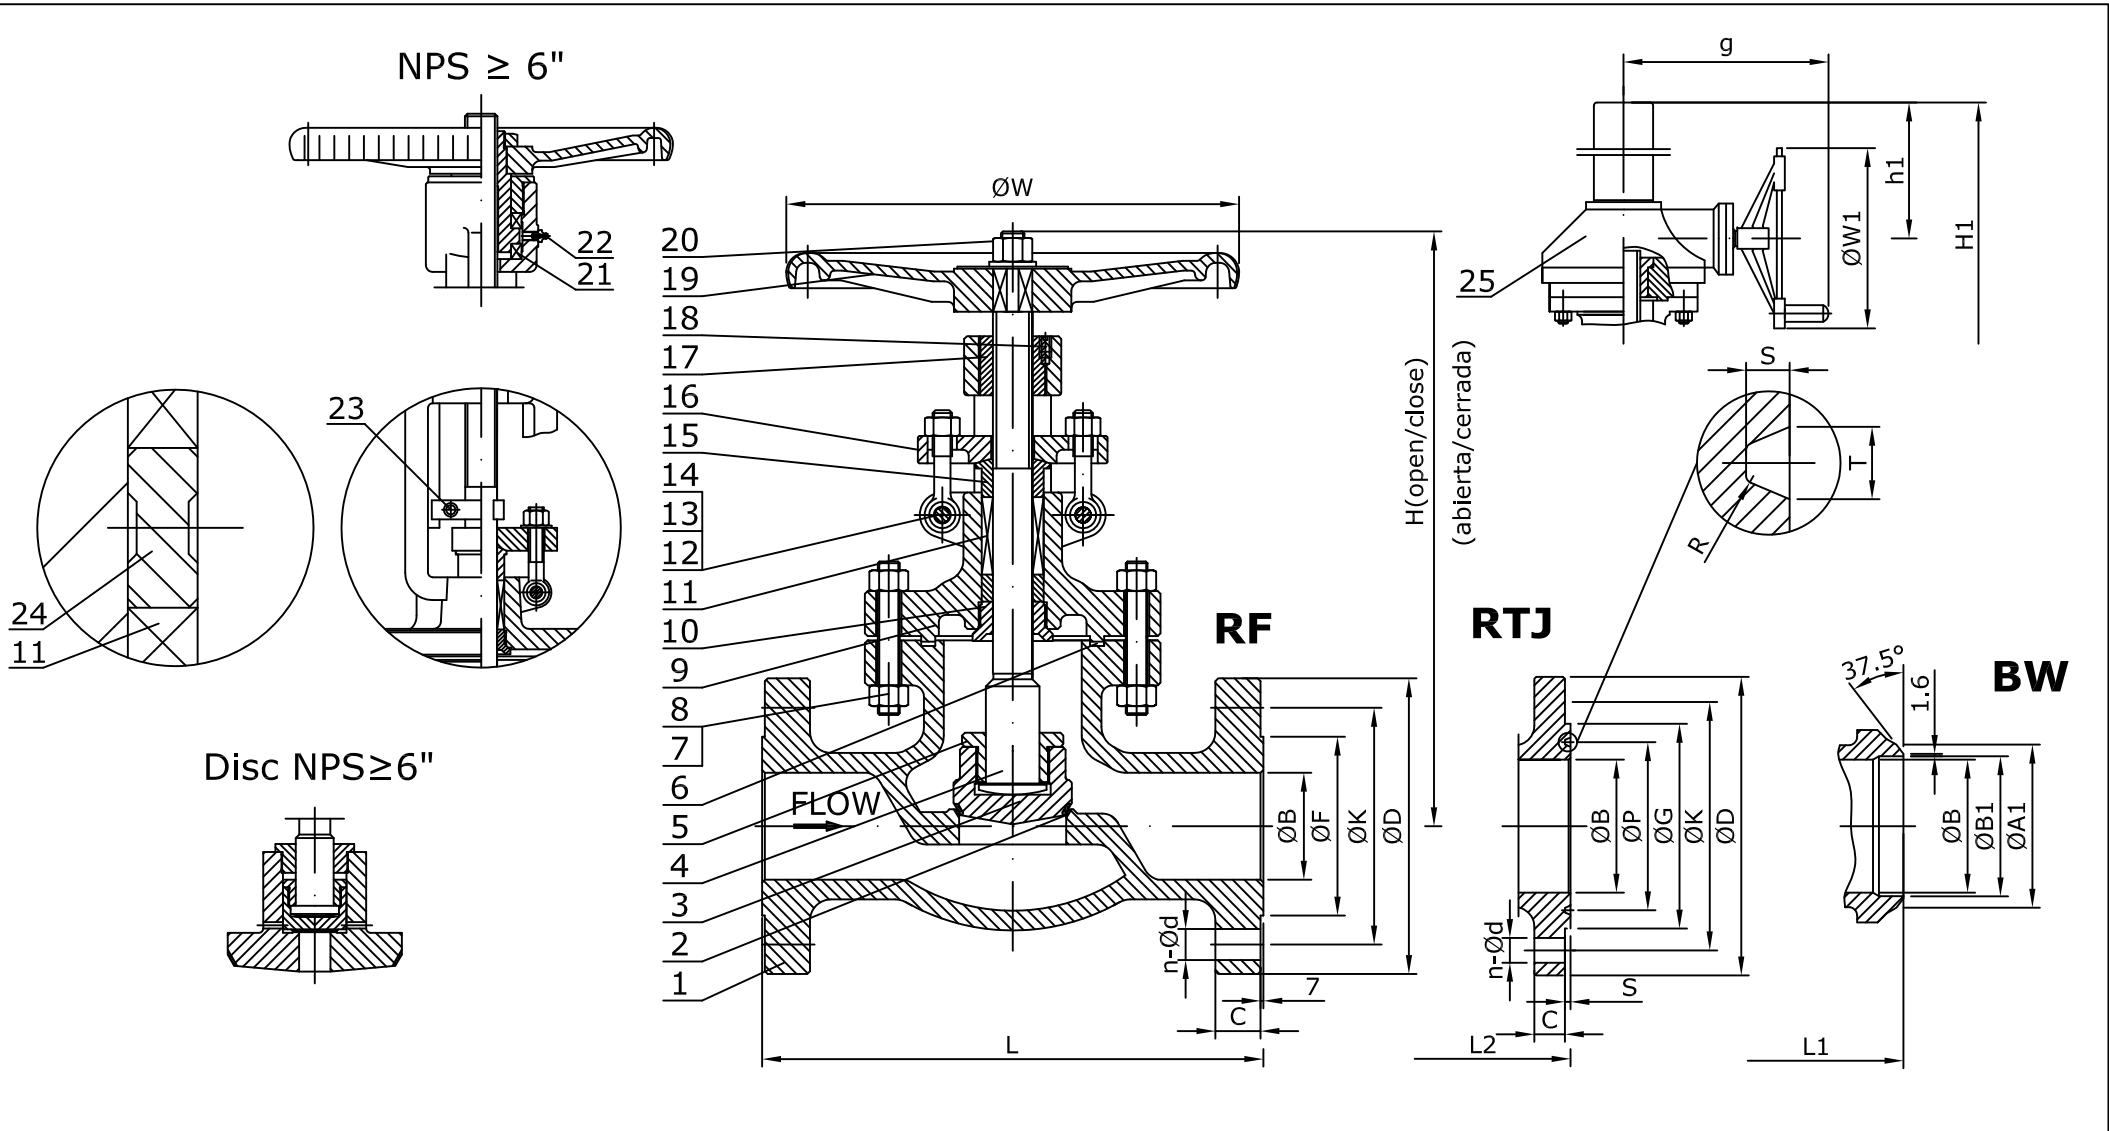 NPS ≥ 6"
22
21
23
24
11
Disc NPS≥6"
ØW
20
19
18
17
16
15
14
13
12
11
10
9
8
7
6
5
4
3
2
1
FLOW
H(open/close)
(abierta/cerrada)
RF
ØB
ØF
ØK
ØD
n-Ød
7
C
L
g
h1
H1
ØW1
25
S
T
R
RTJ
ØB
ØP
ØG
ØK
ØD
n-Ød
S
C
L2
37.5°
1.6
BW
ØB
ØB1
ØA1
L1